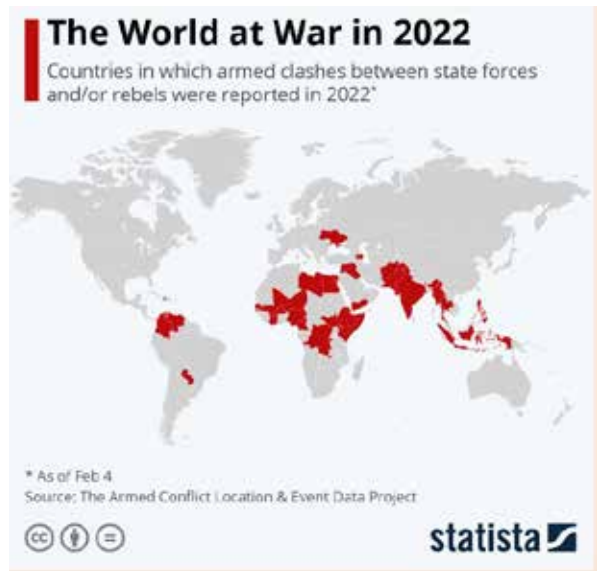 The World at War in 2022
Countries in which armed clashes between state forces
and/or rebels were reported in 2022*
* As of Feb 4
Source: The Armed Conflict Location & Event Data Project
cc
statista